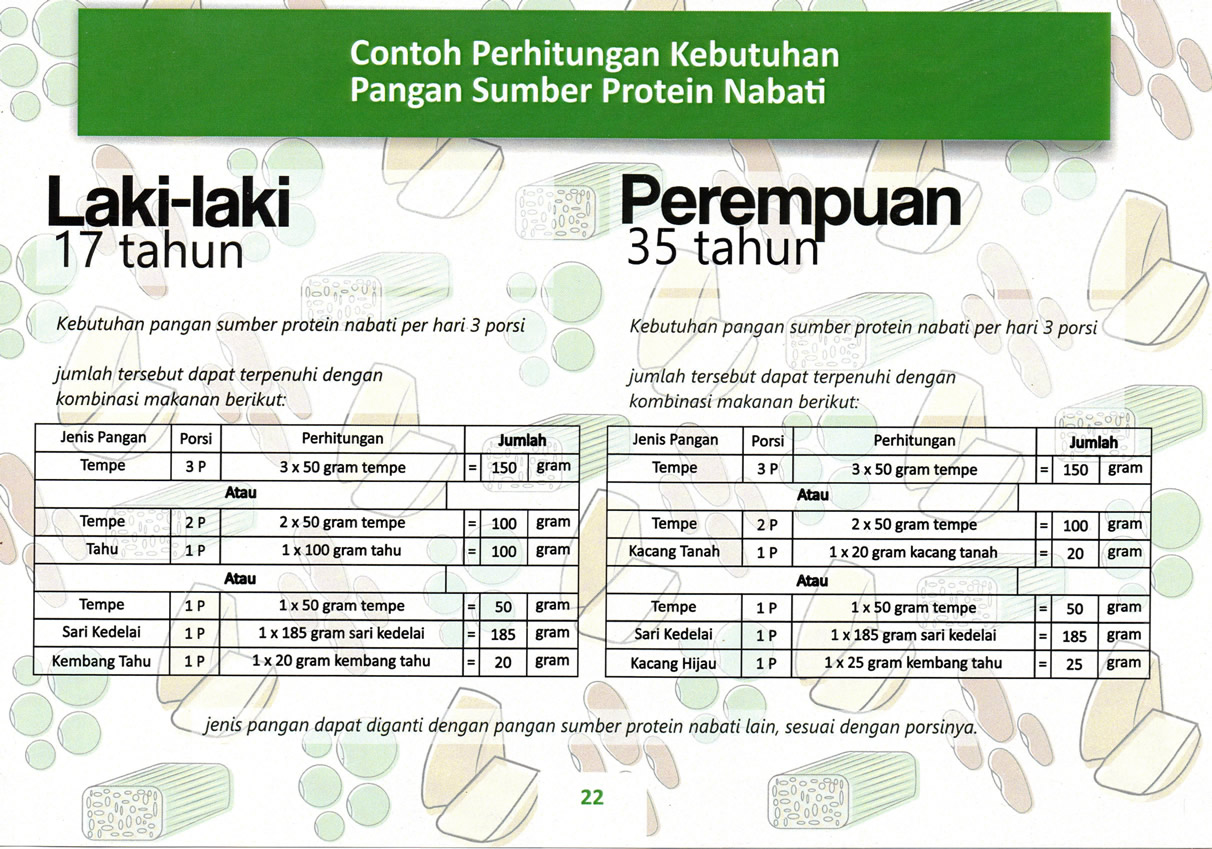 Contoh Perhitungan Kebutuhan
Pangan Sumber Protein Nabati
Laki-laki
17 tahun
Kebutuhan pangan sumber protein nabati per hari 3 porsi
jumlah tersebut dapat terpenuhi dengan
kombinasi makanan berikut:
Jenis Pangan Porsi Perhitungan Jumlah
Tempe 3 P 3 x 50 gram tempe = 150 gram
Atau
Tempe 2 P 2 x 50 gram tempe = 100 gram
Tahu 1 P 1 x 100 gram tahu = 100 gram
Atau
Tempe 1 P 1 x 50 gram tempe = 50 gram
Sari Kedelai 1 P 1 x 185 gram sari kedelai = 185 gram
Kembang Tahu 1 P 1 x 20 gram kembang tahu = 20 gram
Perempuan
35 tahun
Kebutuhan pangan sumber protein nabati per hari 3 porsi
jumlah tersebut dapat terpenuhi dengan
kombinasi makanan berikut:
Jenis Pangan Porsi Perhitungan Jumlah
Tempe 3 P 3 x 50 gram tempe = 150 gram
Atau
Tempe 2 P 2 x 50 gram tempe = 100 gram
Kacang Tanah 1 P 1 x 20 gram kacang tanah = 20 gram
Atau
Tempe 1 P 1 x 50 gram tempe = 50 gram
Sari Kedelai 1 P 1 x 185 gram sari kedelai = 185 gram
Kacang Hijau 1 P 1 x 25 gram kembang tahu = 25 gram
jenis pangan dapat diganti dengan pangan sumber protein nabati lain, sesuai dengan porsinya.
22